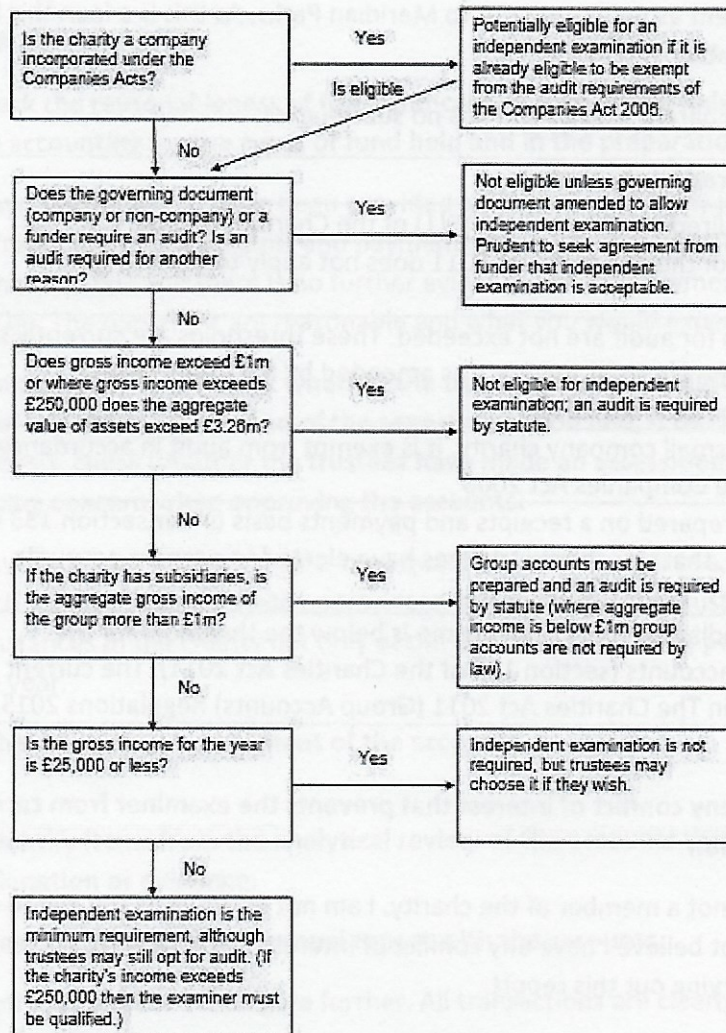 Is the charity a company
incorporated under the
Companies Acts?
Yes
Potentially eligible for an
independent examination if it is
already eligible to be exempt
from the audit requirements of
the Companies Act 2006.
Is eligible
No
Does the governing document
(company or non-company) or a
funder require an audit? Is an
audit required for another
reason?
Yes
Not eligible unless governing
document amended to allow
independent examination.
Prudent to seek agreement from
funder that independent
examination is acceptable.
No
Does gross income exceed £1m
or where gross income exceeds
£250,000 does the aggregate
value of assets exceed £3.26m?
Yes
Not eligible for independent
examination; an audit is required
by statute.
No
If the charity has subsidiaries, is
the aggregate gross income of
the group more than £1m?
Yes
Group accounts must be
prepared and an audit is required
by statute (where aggregate
income is below £1m group
accounts are not required by
law).
No
Is the gross income for the year
is £25,000 or less?
Yes
Independent examination is not
required, but trustees may
choose it if they wish.
No
Independent examination is the
minimum requirement, although
trustees may still opt for audit. (If
the charity's income exceeds
£250,000 then the examiner must
be qualified.)